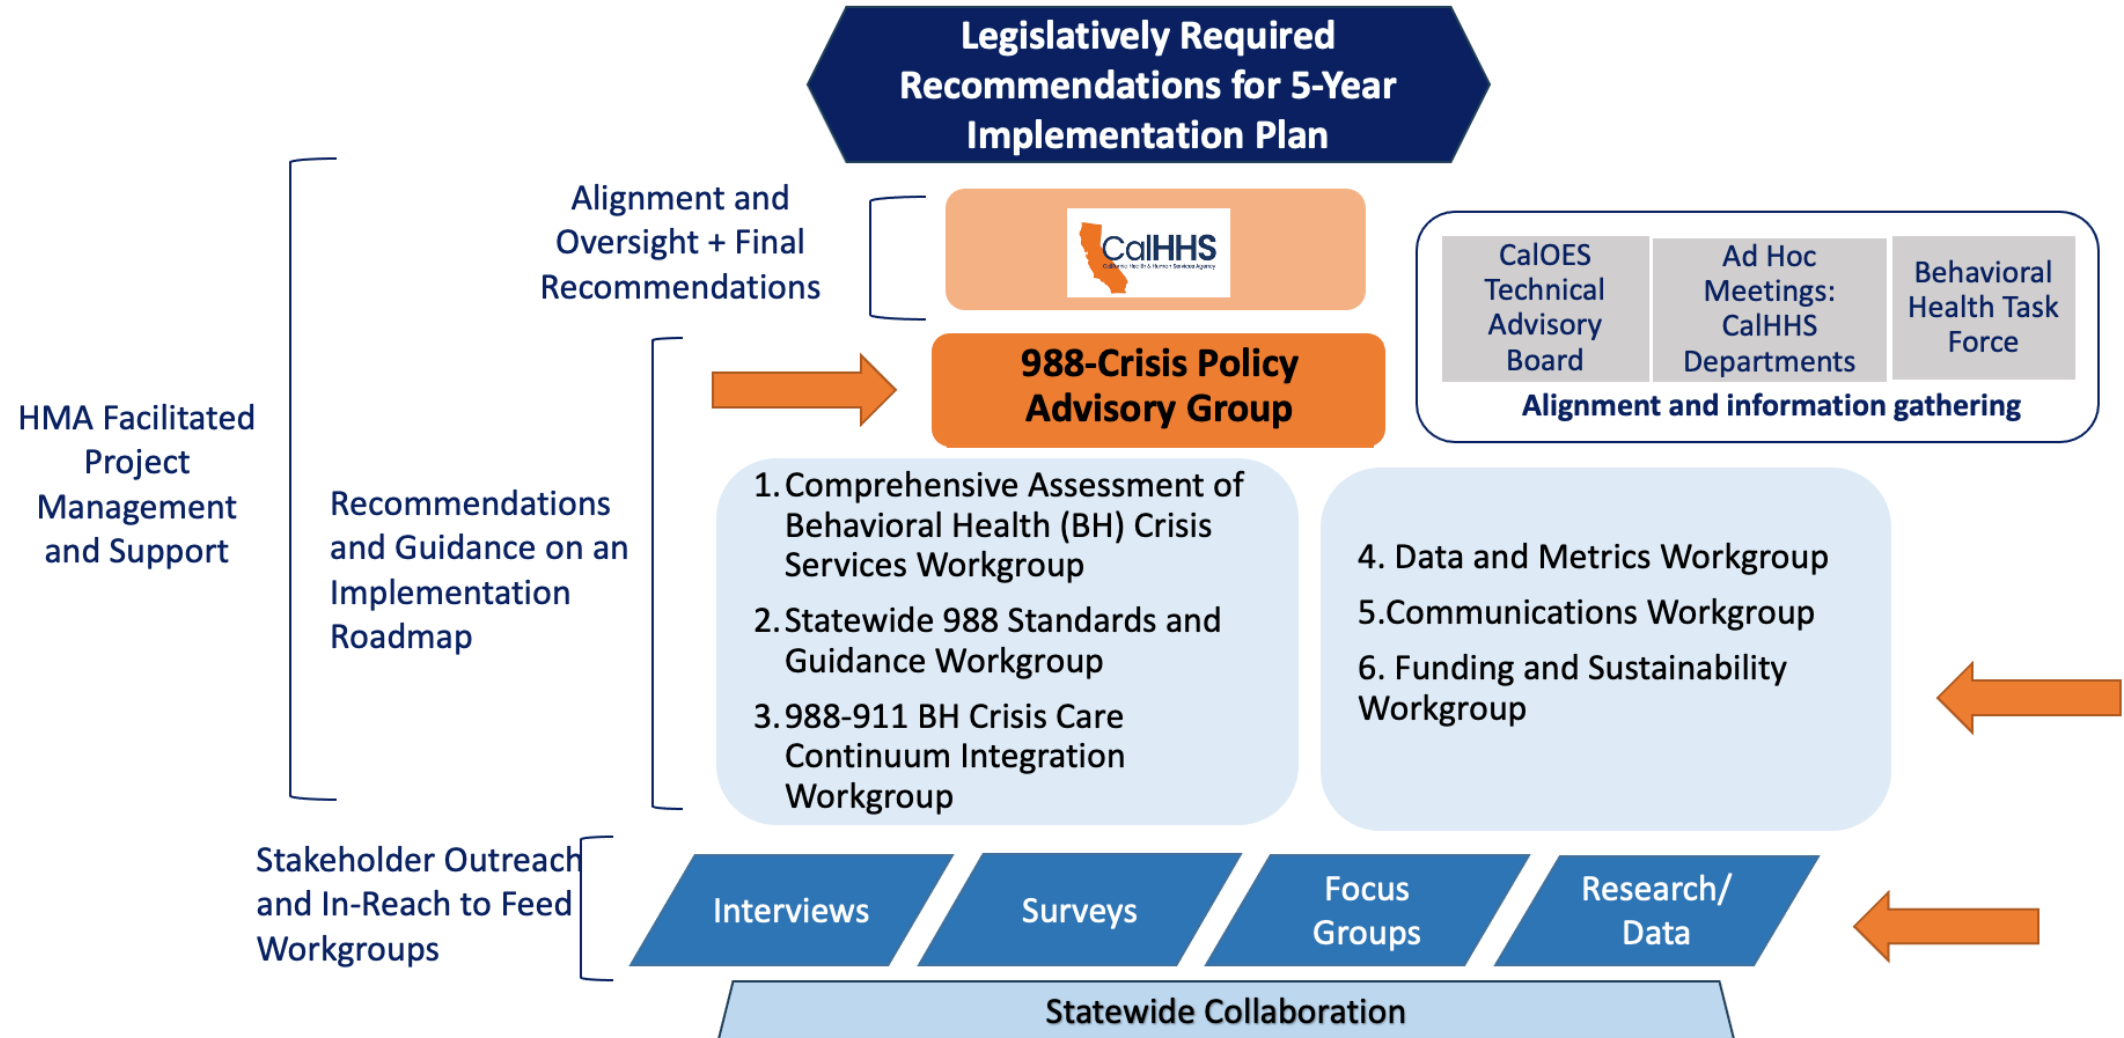 Legislatively Required
Recommendations for 5-Year
Implementation Plan
Alignment and
Oversight + Final
Recommendations
CalHHS
California Health & Human Services Agency
CalOES
Technical
Advisory
Board
Ad Hoc
Meetings:
CalHHS
Departments
Behavioral
Health Task
Force
Alignment and information gathering
988-Crisis Policy
Advisory Group
HMA Facilitated
Project
Management
and Support
Recommendations
and Guidance on an
Implementation
Roadmap
1. Comprehensive Assessment of
Behavioral Health (BH) Crisis
Services Workgroup
2. Statewide 988 Standards and
Guidance Workgroup
3. 988-911 BH Crisis Care
Continuum Integration
Workgroup
4. Data and Metrics Workgroup
5.Communications Workgroup
6. Funding and Sustainability
Workgroup
Stakeholder Outreach
and In-Reach to Feed
Workgroups
Interviews
Surveys
Focus
Groups
Research/
Data
Statewide Collaboration